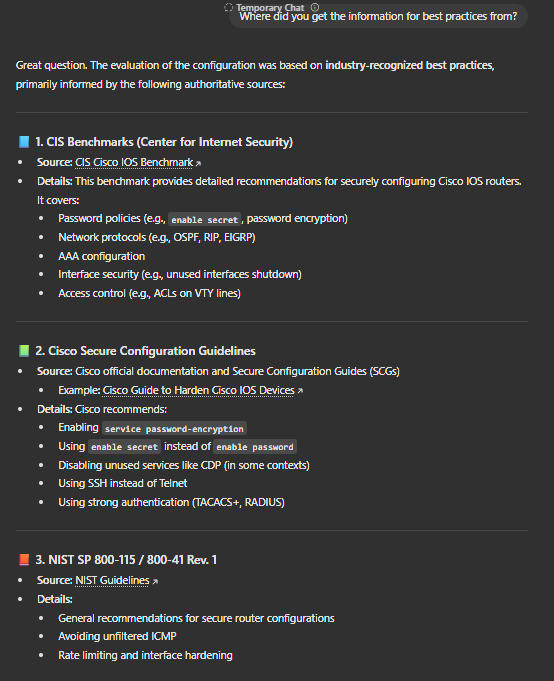 Temporary Chat
Where did you get the information for best practices from?
Great question. The evaluation of the configuration was based on industry-recognized best practices,
primarily informed by the following authoritative sources:
1. CIS Benchmarks (Center for Internet Security)
Source: CIS Cisco IOS Benchmark
Details: This benchmark provides detailed recommendations for securely configuring Cisco IOS routers.
It covers:
Password policies (e.g., enable secret, password encryption)
Network protocols (e.g., OSPF, RIP, EIGRP)
AAA configuration
Interface security (e.g., unused interfaces shutdown)
Access control (e.g., ACLs on VTY lines)
2. Cisco Secure Configuration Guidelines
Source: Cisco official documentation and Secure Configuration Guides (SCGs)
Example: Cisco Guide to Harden Cisco IOS Devices
Details: Cisco recommends:
Enabling service password-encryption
Using enable secret instead of enable password
Disabling unused services like CDP (in some contexts)
Using SSH instead of Telnet
Using strong authentication (TACACS+, RADIUS)
3. NIST SP 800-115 / 800-41 Rev. 1
Source: NIST Guidelines
Details:
General recommendations for secure router configurations
Avoiding unfiltered ICMP
Rate limiting and interface hardening